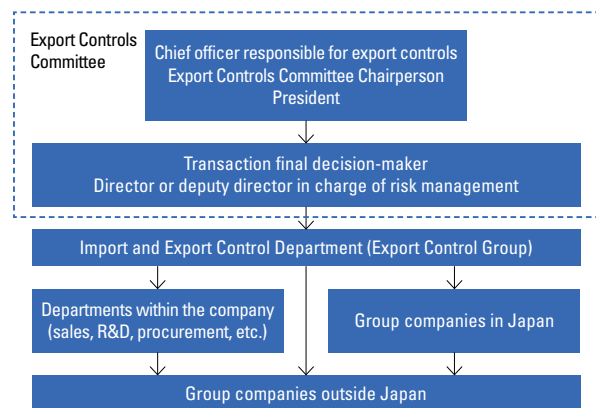 Export Controls
Committee
Chief officer responsible for export controls
Export Controls Committee Chairperson
President
Transaction final decision-maker
Director or deputy director in charge of risk management
Import and Export Control Department (Export Control Group)
Departments within the company
(sales, R&D, procurement, etc.)
Group companies in Japan
Group companies outside Japan